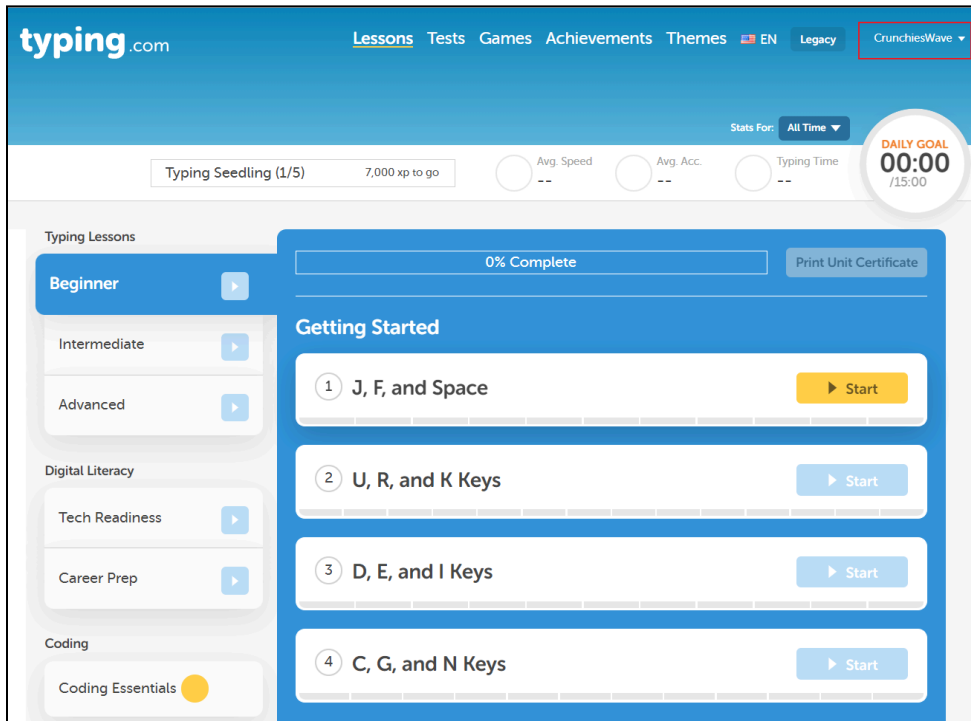 typing.com
Lessons Tests Games Achievements Themes EN Legacy CrunchiesWave
Stats For: All Time
DAILY GOAL
00:00
/15:00
Typing Seedling (1/5) 7,000 xp to go
Avg. Speed
--
Avg. Acc.
--
Typing Time
--
Typing Lessons
Beginner
Intermediate
Advanced
Digital Literacy
Tech Readiness
Career Prep
Coding
Coding Essentials
0% Complete
Print Unit Certificate
Getting Started
1 J, F, and Space
Start
2 U, R, and K Keys
Start
3 D, E, and I Keys
Start
4 C, G, and N Keys
Start